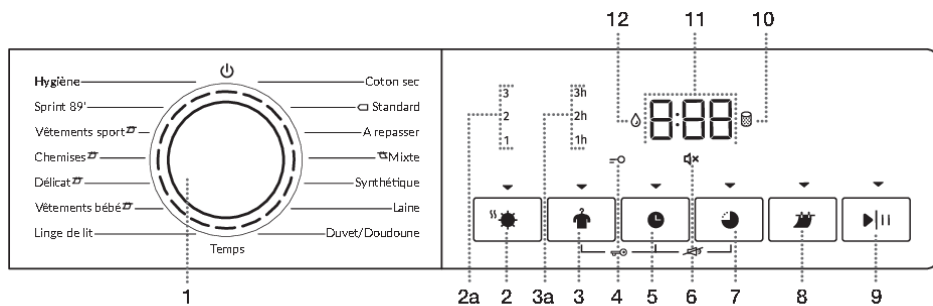 12 11 10
Hygiène Coton sec
Sprint 89' Standard
Vêtements sport A repasser
Chemises Mixte
Délicat Synthétique
Vêtements bébé Laine
Linge de lit Duvet/Doudoune
Temps
3 3h
2 2h
1 1h
8:88
1 2a 2 3a 3 4 5 6 7 8 9